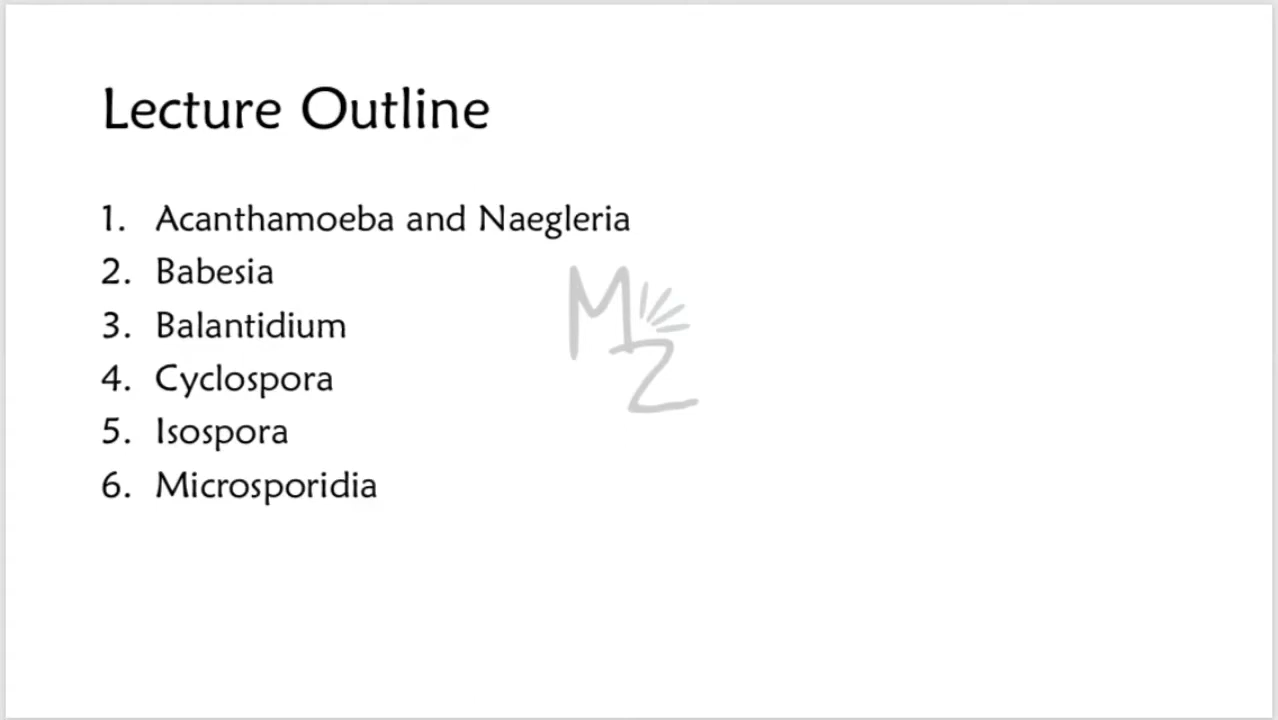 Lecture Outline
1. Acanthamoeba and Naegleria
2. Babesia
3. Balantidium
4. Cyclospora
5. Isospora
6. Microsporidia
M
Z